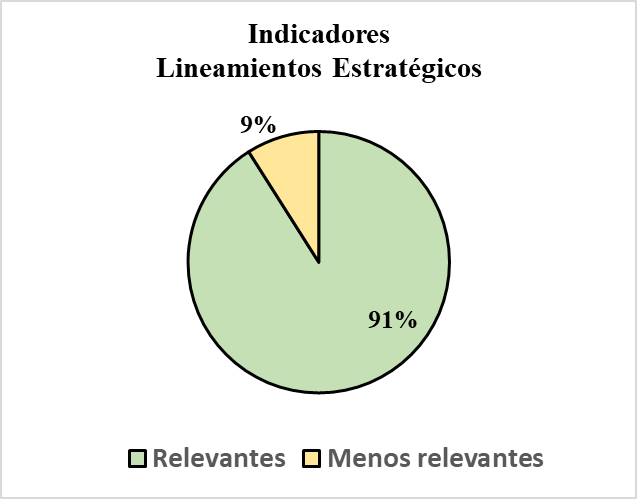 Indicadores
Lineamientos Estratégicos
9%
91%
Relevantes
Menos relevantes